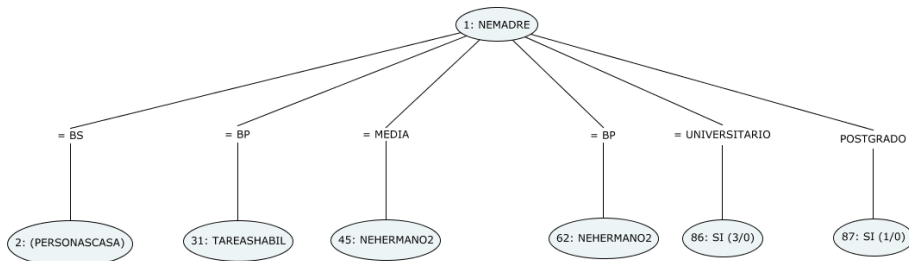 1: NEMADRE
= BS
= BP
= MEDIA
= BP
= UNIVERSITARIO
POSTGRADO
2: (PERSONASCASA)
31: TAREASHABIL
45: NEHERMANO2
62: NEHERMANO2
86: SI (3/0)
87: SI (1/0)